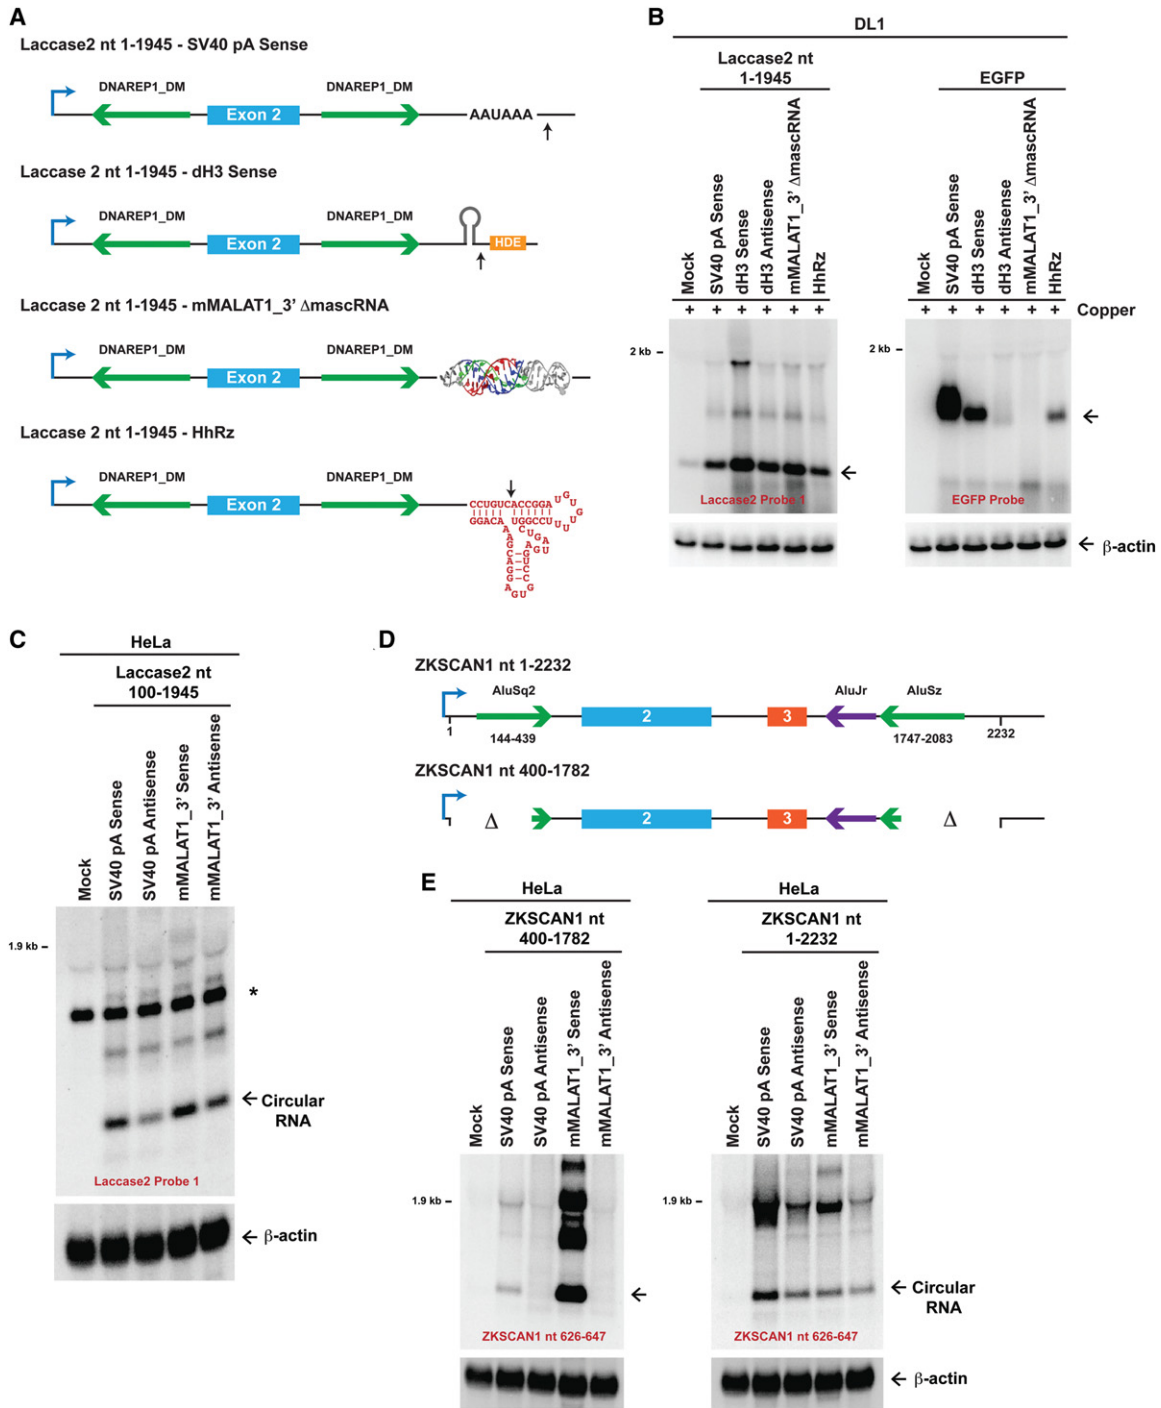 A
Laccase2 nt 1-1945 - SV40 pA Sense
DNAREP1_DM
Exon 2
DNAREP1_DM
AAUAAA
Laccase 2 nt 1-1945 - dH3 Sense
DNAREP1_DM
Exon 2
DNAREP1_DM
HDE
Laccase 2 nt 1-1945 - mMALAT1_3' ΔmascRNA
DNAREP1_DM
Exon 2
DNAREP1_DM
Laccase 2 nt 1-1945 - HhRz
DNAREP1_DM
Exon 2
DNAREP1_DM
CCUGUCACCGGA
B
DL1
Laccase2 nt
1-1945
EGFP
Mock
SV40 pA Sense
dH3 Sense
dH3 Antisense
mMALAT1_3' ΔmascRNA
HhRz
Mock
SV40 pA Sense
dH3 Sense
dH3 Antisense
mMALAT1_3' ΔmascRNA
HhRz
+ + + + + +
+ + + + + +
Copper
2 kb
2 kb
Laccase2 Probe 1
EGFP Probe
β-actin
C
HeLa
Laccase2 nt
100-1945
Mock
SV40 pA Sense
SV40 pA Antisense
mMALAT1_3' Sense
mMALAT1_3' Antisense
1.9 kb
*
Circular
RNA
Laccase2 Probe 1
β-actin
D
ZKSCAN1 nt 1-2232
AluSq2
AluJr
AluSz
2
3
1
144-439
1747-2083
2232
ZKSCAN1 nt 400-1782
Δ
2
3
Δ
E
HeLa
ZKSCAN1 nt
400-1782
Mock
SV40 pA Sense
SV40 pA Antisense
mMALAT1_3' Sense
mMALAT1_3' Antisense
1.9 kb
ZKSCAN1 nt 626-647
HeLa
ZKSCAN1 nt
1-2232
Mock
SV40 pA Sense
SV40 pA Antisense
mMALAT1_3' Sense
mMALAT1_3' Antisense
1.9 kb
Circular
RNA
ZKSCAN1 nt 626-647
β-actin